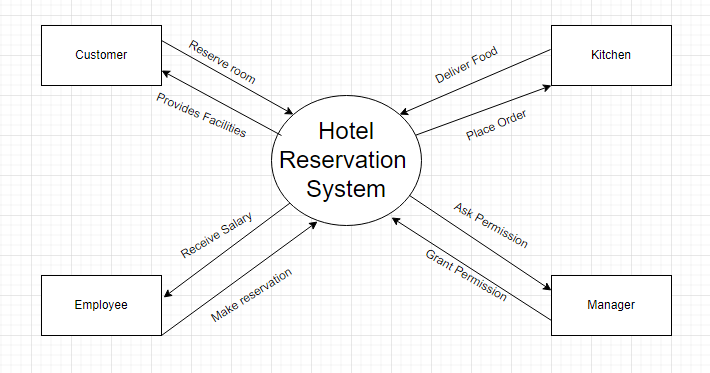 Customer
Reserve room
Provides Facilities
Deliver Food
Kitchen
Place Order
Hotel
Reservation
System
Receive Salary
Employee
Make reservation
Ask Permission
Grant Permission
Manager